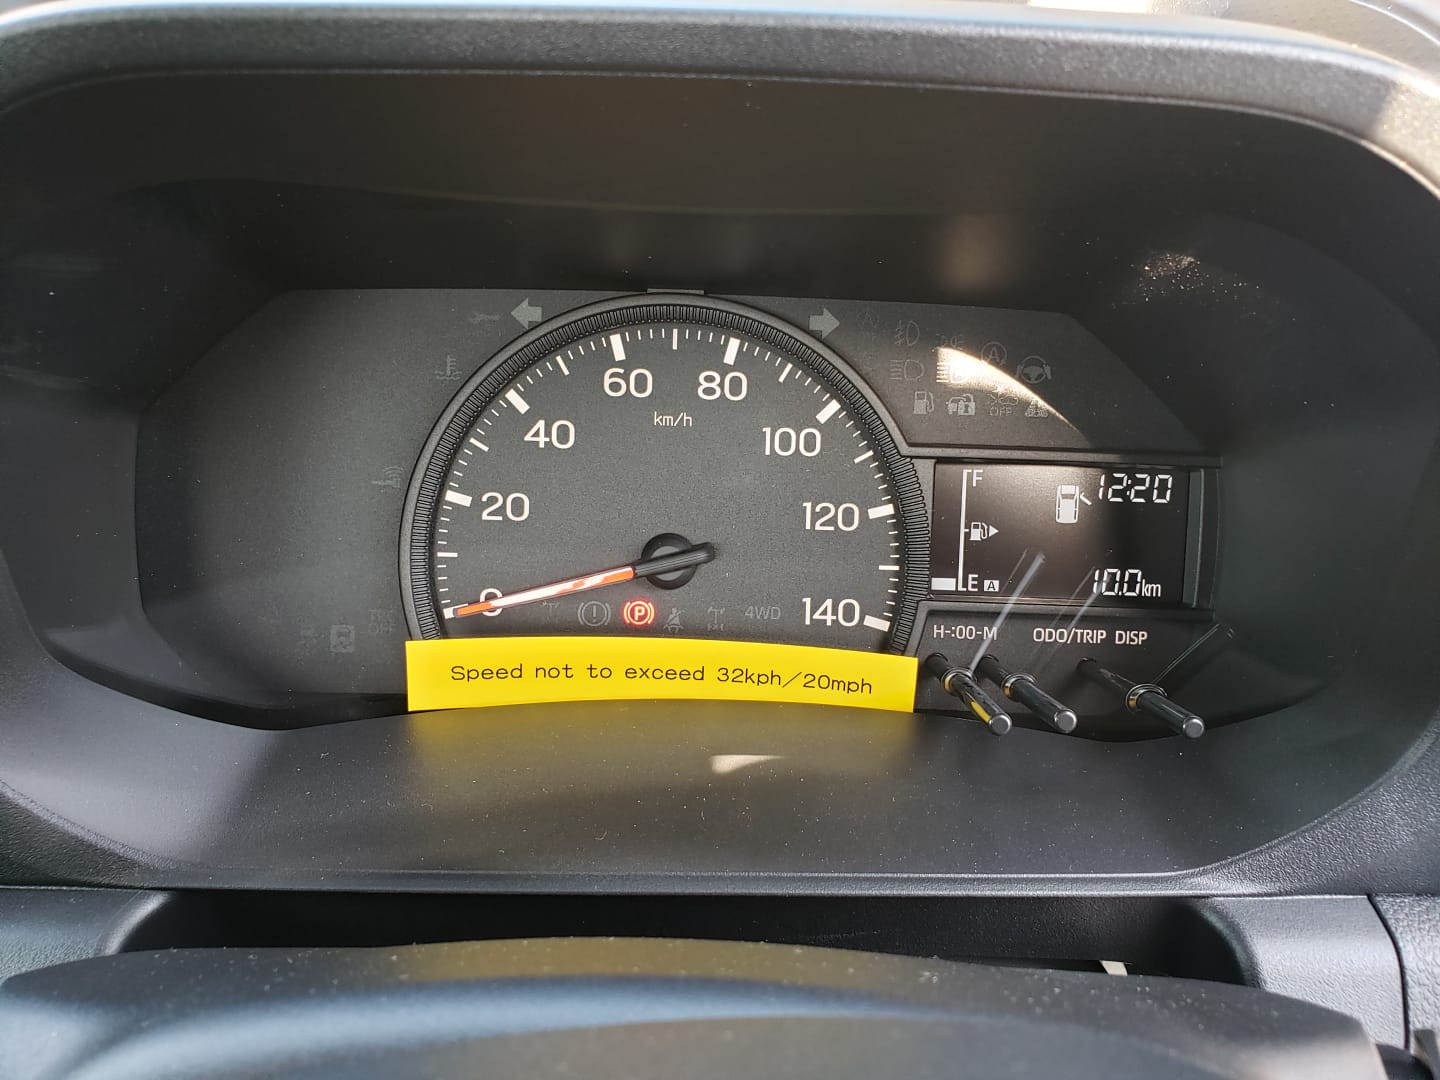 60 80
km/h
40 100
20 120
0 140
4WD
F
12:20
E A
10.0km
H-:00-M ODO/TRIP DISP
Speed not to exceed 32kph/20mph